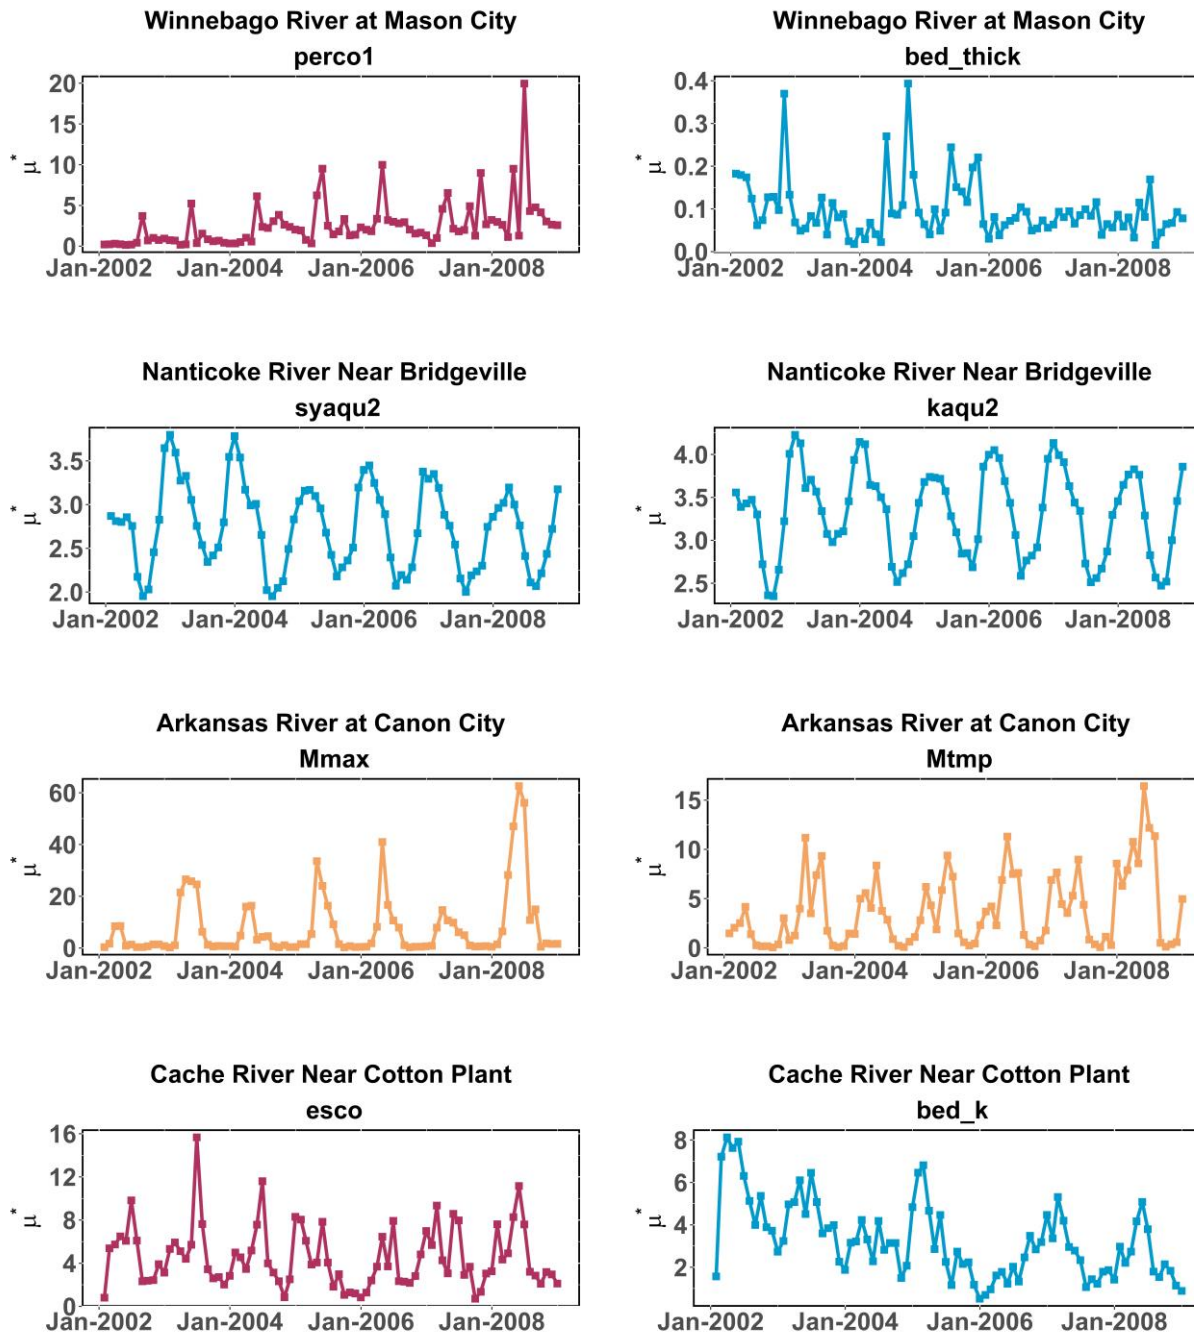 Winnebago River at Mason City
perco1
20
15
10
5
0
μ*
Jan-2002 Jan-2004 Jan-2006 Jan-2008
Winnebago River at Mason City
bed_thick
0.4
0.3
0.2
0.1
0.0
μ*
Jan-2002 Jan-2004 Jan-2006 Jan-2008
Nanticoke River Near Bridgeville
syaqu2
3.5
3.0
2.5
2.0
μ*
Jan-2002 Jan-2004 Jan-2006 Jan-2008
Nanticoke River Near Bridgeville
kaqu2
4.0
3.5
3.0
2.5
μ*
Jan-2002 Jan-2004 Jan-2006 Jan-2008
Arkansas River at Canon City
Mmax
60
40
20
0
μ*
Jan-2002 Jan-2004 Jan-2006 Jan-2008
Arkansas River at Canon City
Mtmp
15
10
5
0
μ*
Jan-2002 Jan-2004 Jan-2006 Jan-2008
Cache River Near Cotton Plant
esco
16
12
8
4
0
μ*
Jan-2002 Jan-2004 Jan-2006 Jan-2008
Cache River Near Cotton Plant
bed_k
8
6
4
2
μ*
Jan-2002 Jan-2004 Jan-2006 Jan-2008